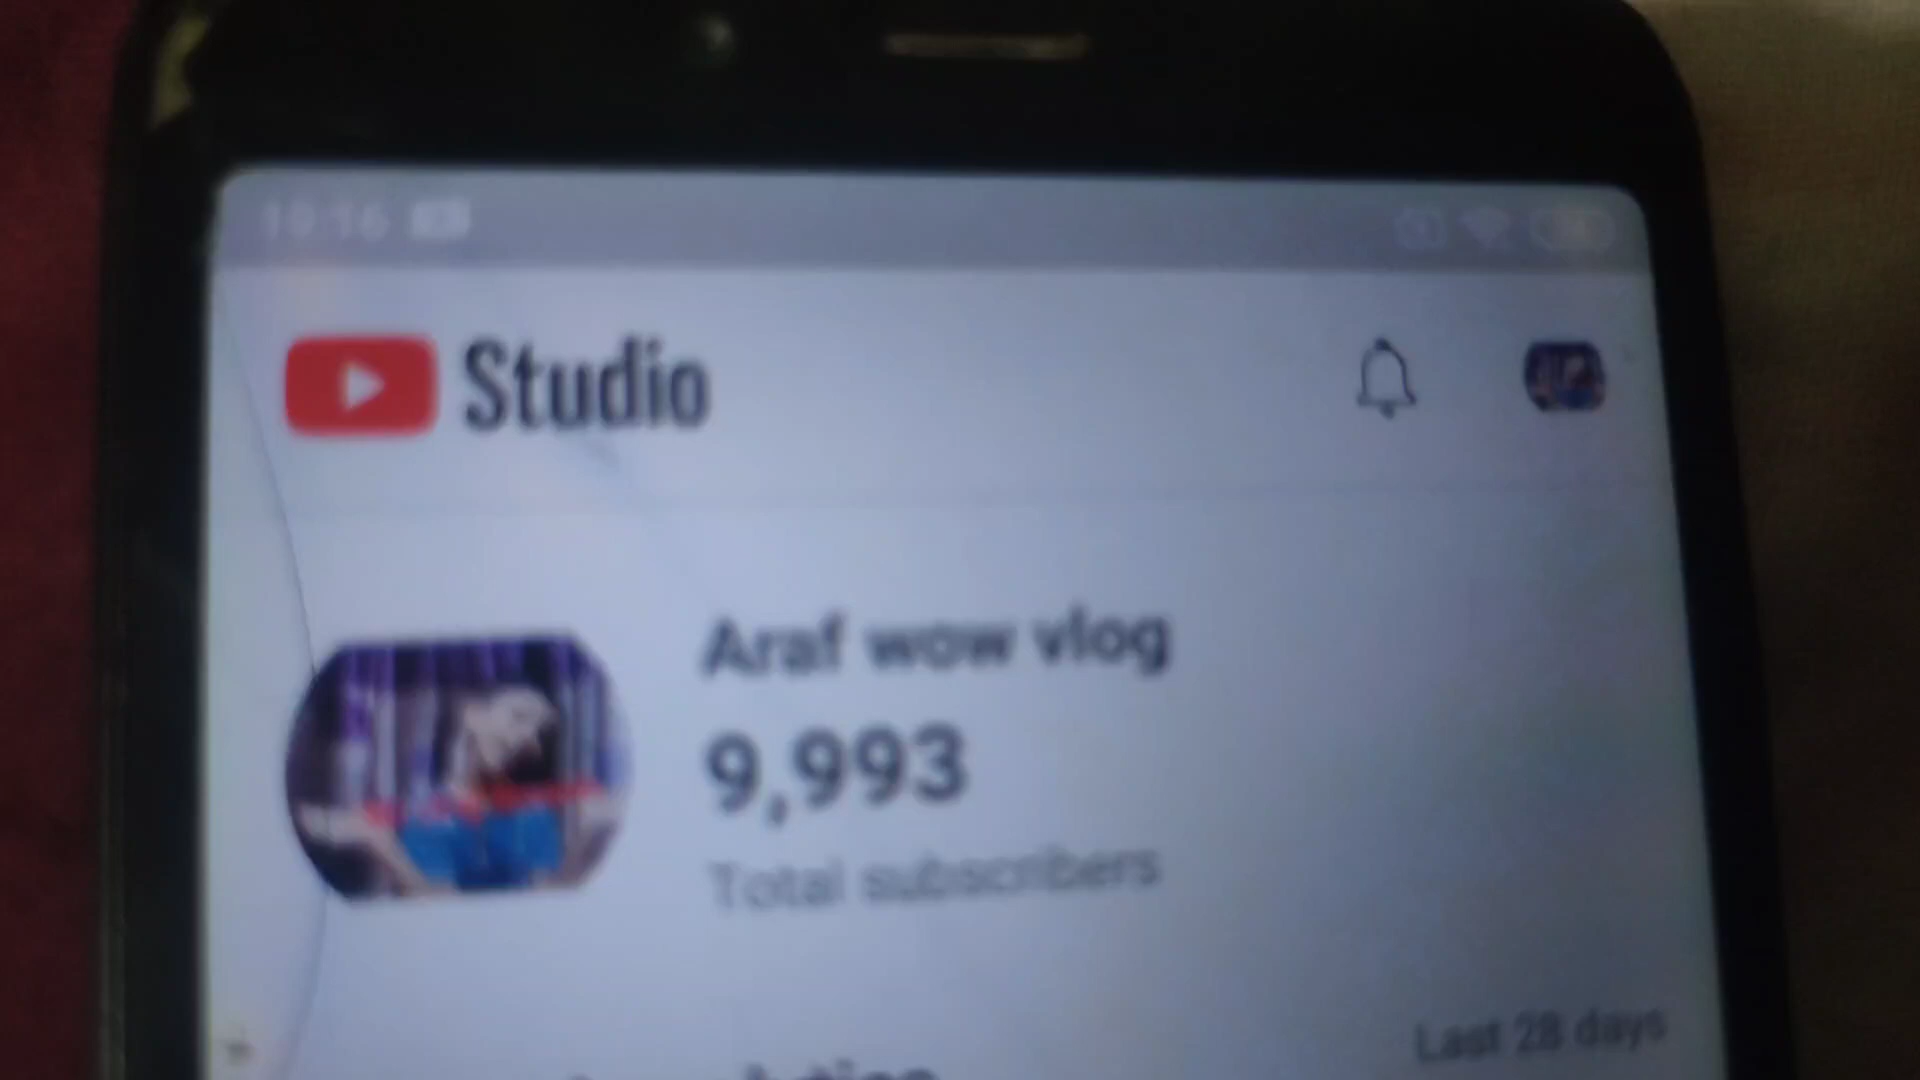 Studio
Araf wow vlog
9,993
Total subscribers
Last 28 days